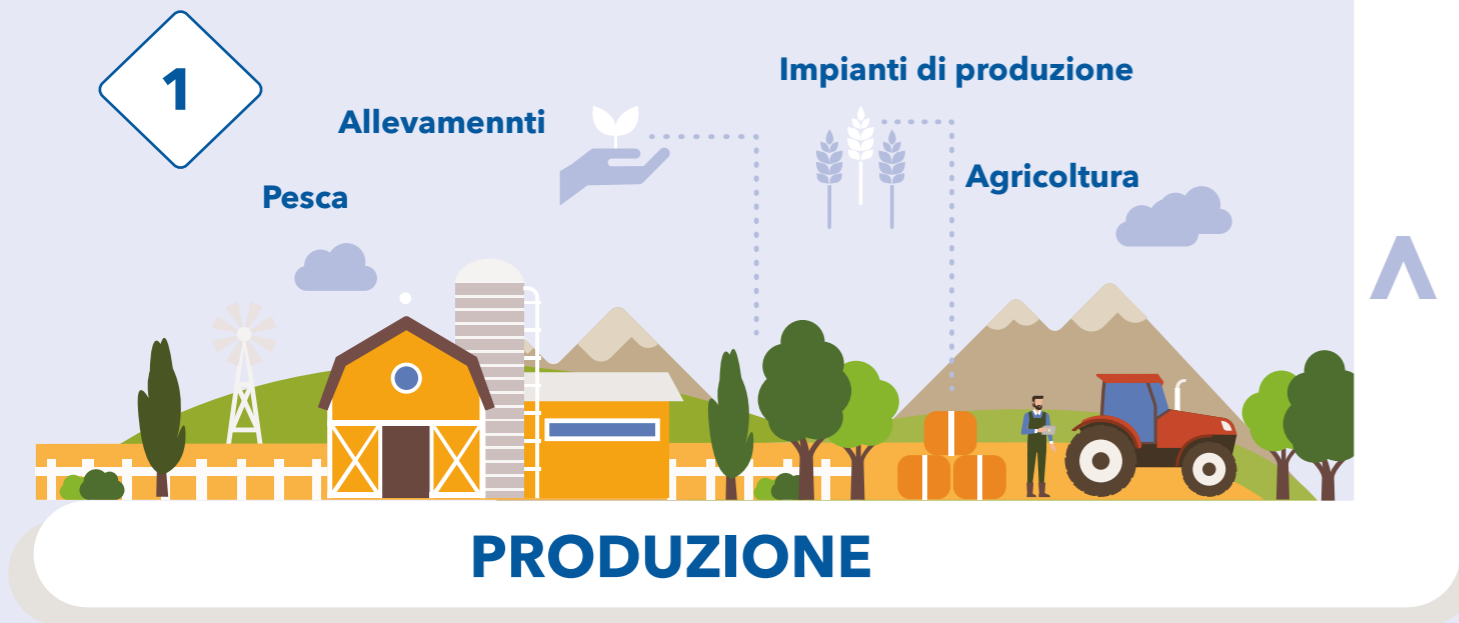 1
Impianti di produzione
Allevamennti
Agricoltura
Pesca
PRODUZIONE